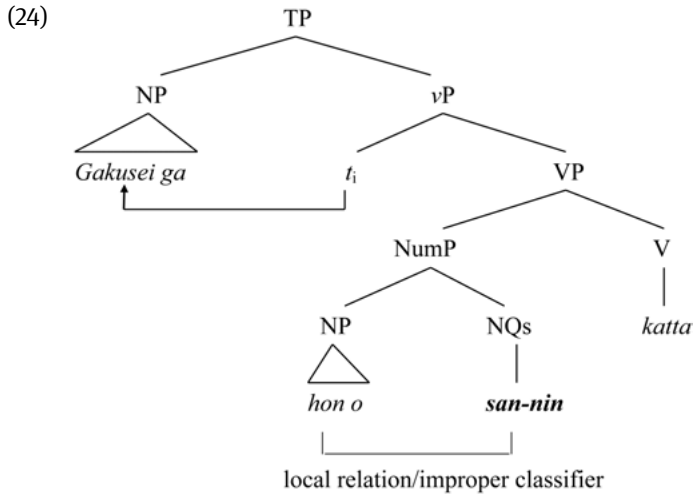 (24)
TP
NP vP
Gakusei ga ti VP
NumP V
NP NQs katta
hon o san-nin
local relation/improper classifier